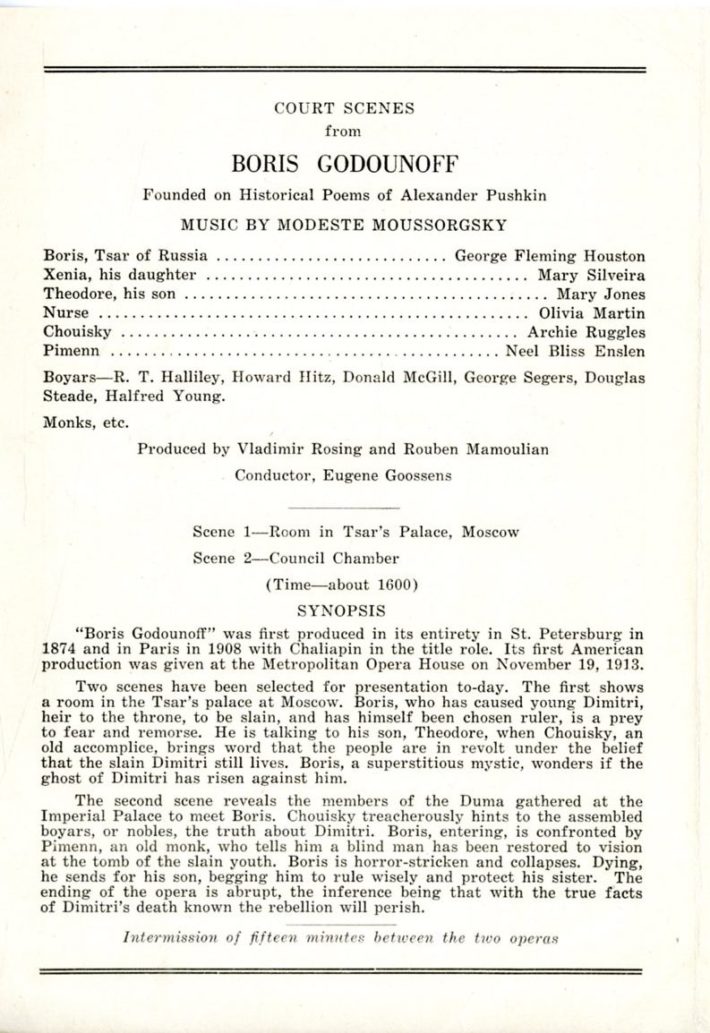 COURT SCENES
from
BORIS GODOUNOFF
Founded on Historical Poems of Alexander Pushkin
MUSIC BY MODESTE MOUSSORGSKY
Boris, Tsar of Russia ............................ George Fleming Houston
Xenia, his daughter ....................................... Mary Silveira
Theodore, his son ............................................ Mary Jones
Nurse .................................................... Olivia Martin
Chouisky ................................................ Archie Ruggles
Pimenn ............................................... Neel Bliss Enslen
Boyars—R. T. Halliley, Howard Hitz, Donald McGill, George Segers, Douglas
Steade, Halfred Young.
Monks, etc.
Produced by Vladimir Rosing and Rouben Mamoulian
Conductor, Eugene Goossens
Scene 1—Room in Tsar's Palace, Moscow
Scene 2—Council Chamber
(Time—about 1600)
SYNOPSIS
"Boris Godounoff" was first produced in its entirety in St. Petersburg in
1874 and in Paris in 1908 with Chaliapin in the title role. Its first American
production was given at the Metropolitan Opera House on November 19, 1913.
Two scenes have been selected for presentation to-day. The first shows
a room in the Tsar's palace at Moscow. Boris, who has caused young Dimitri,
heir to the throne, to be slain, and has himself been chosen ruler, is a prey
to fear and remorse. He is talking to his son, Theodore, when Chouisky, an
old accomplice, brings word that the people are in revolt under the belief
that the slain Dimitri still lives. Boris, a superstitious mystic, wonders if the
ghost of Dimitri has risen against him.
The second scene reveals the members of the Duma gathered at the
Imperial Palace to meet Boris. Chouisky treacherously hints to the assembled
boyars, or nobles, the truth about Dimitri. Boris, entering, is confronted by
Pimenn, an old monk, who tells him a blind man has been restored to vision
at the tomb of the slain youth. Boris is horror-stricken and collapses. Dying,
he sends for his son, begging him to rule wisely and protect his sister. The
ending of the opera is abrupt, the inference being that with the true facts
of Dimitri's death known the rebellion will perish.
Intermission of fifteen minutes between the two operas